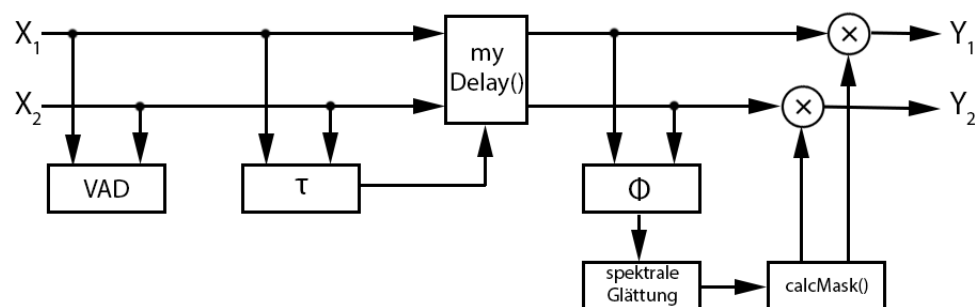 X₁
my
Delay()
× Y₁
X₂
× Y₂
VAD
τ
Φ
spektrale
Glättung
calcMask()